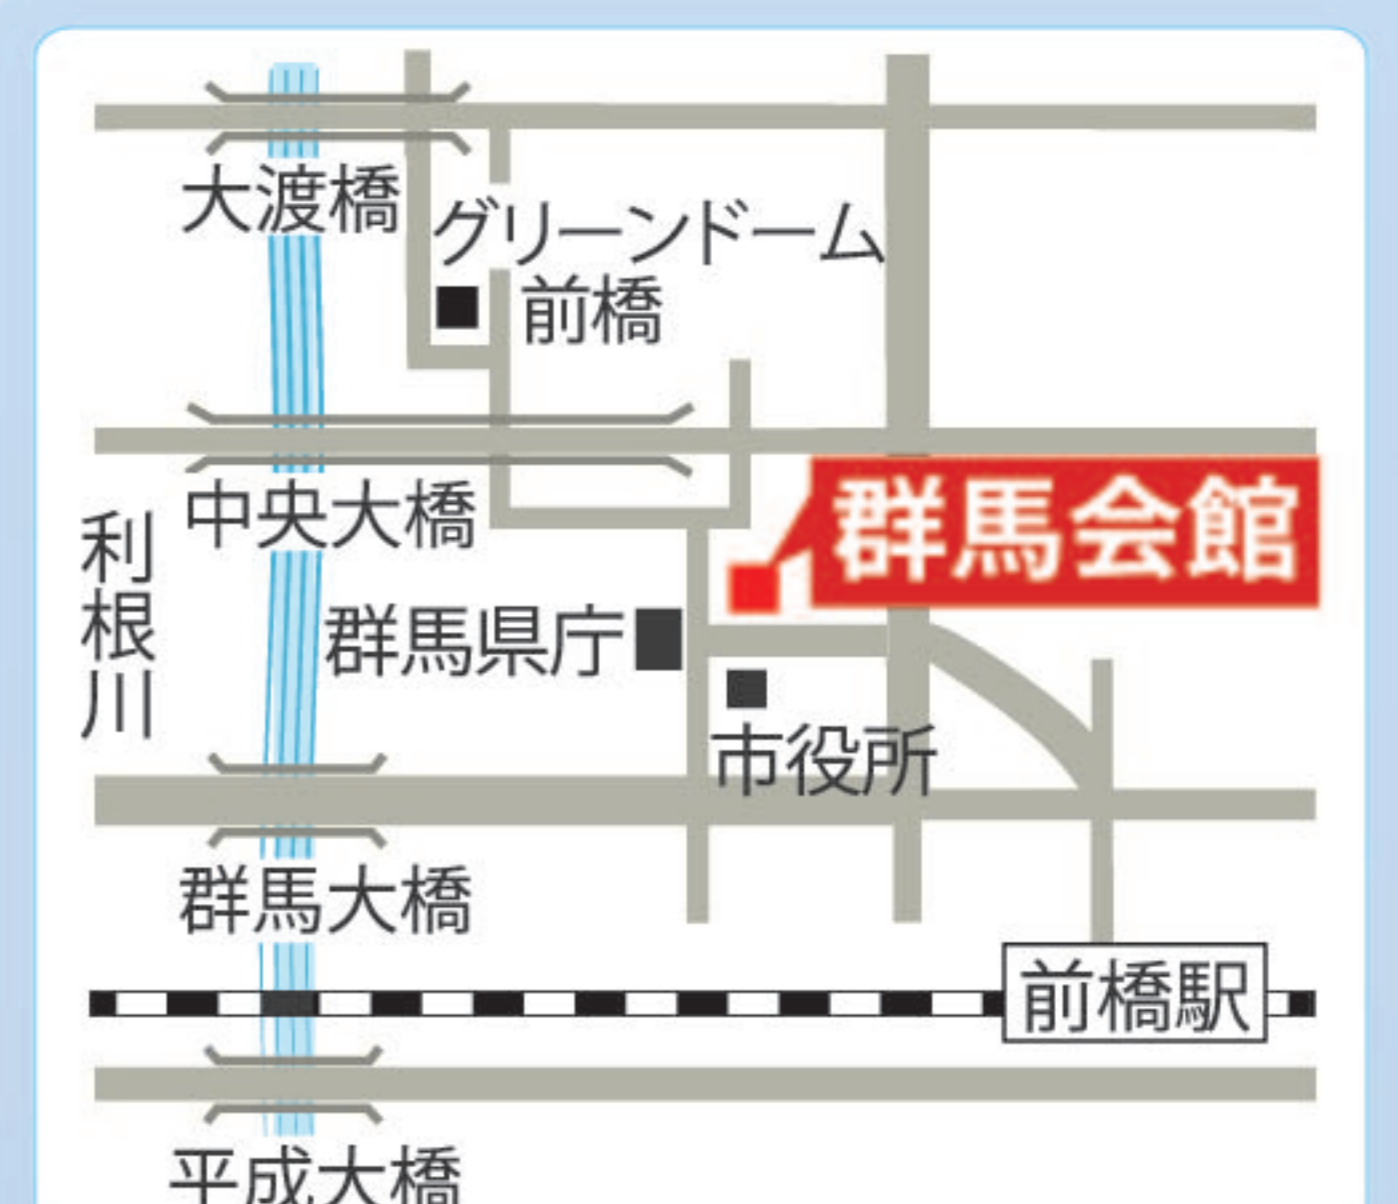 大渡橋
グリーンドーム
前橋
中央大橋
利根川
群馬会館
群馬県庁
市役所
群馬大橋
前橋駅
平成大橋